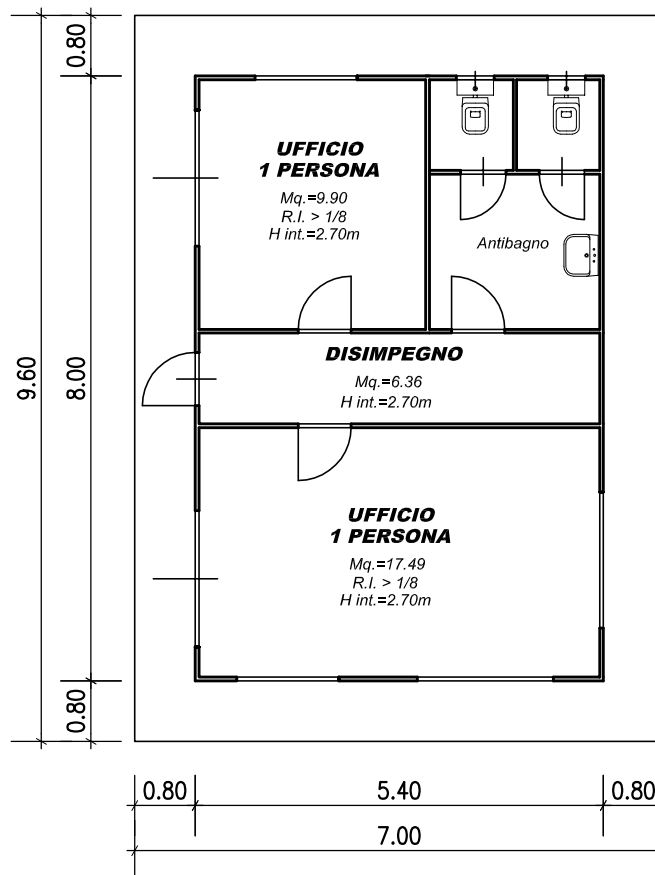 0.80
UFFICIO
1 PERSONA
Mq.=9.90
R.I. > 1/8
H int.=2.70m
Antibagno
DISIMPEGNO
Mq.=6.36
H int.=2.70m
9.60
8.00
UFFICIO
1 PERSONA
Mq.=17.49
R.I. > 1/8
H int.=2.70m
0.80
0.80
5.40
0.80
7.00